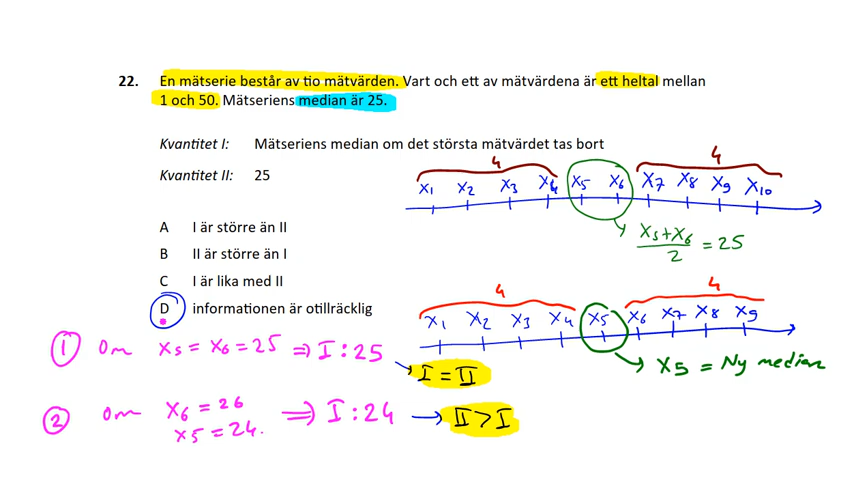 22. En mätserie består av tio mätvärden. Vart och ett av mätvärdena är ett heltal mellan
1 och 50. Mätseriens median är 25.
Kvantitet I: Mätseriens median om det största mätvärdet tas bort
Kvantitet II: 25
4 4
x₁ x₂ x₃ x₄ x₅ x₆ x₇ x₈ x₉ x₁₀
(x₅+x₆)/2 = 25
A I är större än II
B II är större än I
C I är lika med II
D informationen är otillräcklig
4 4
x₁ x₂ x₃ x₄ x₅ x₆ x₇ x₈ x₉
x5 = Ny median
① Om x₅ = x₆ = 25 ⇒ I : 25
I = II
② Om x₆ = 26
x5 = 24. ⇒ I : 24 → II > I